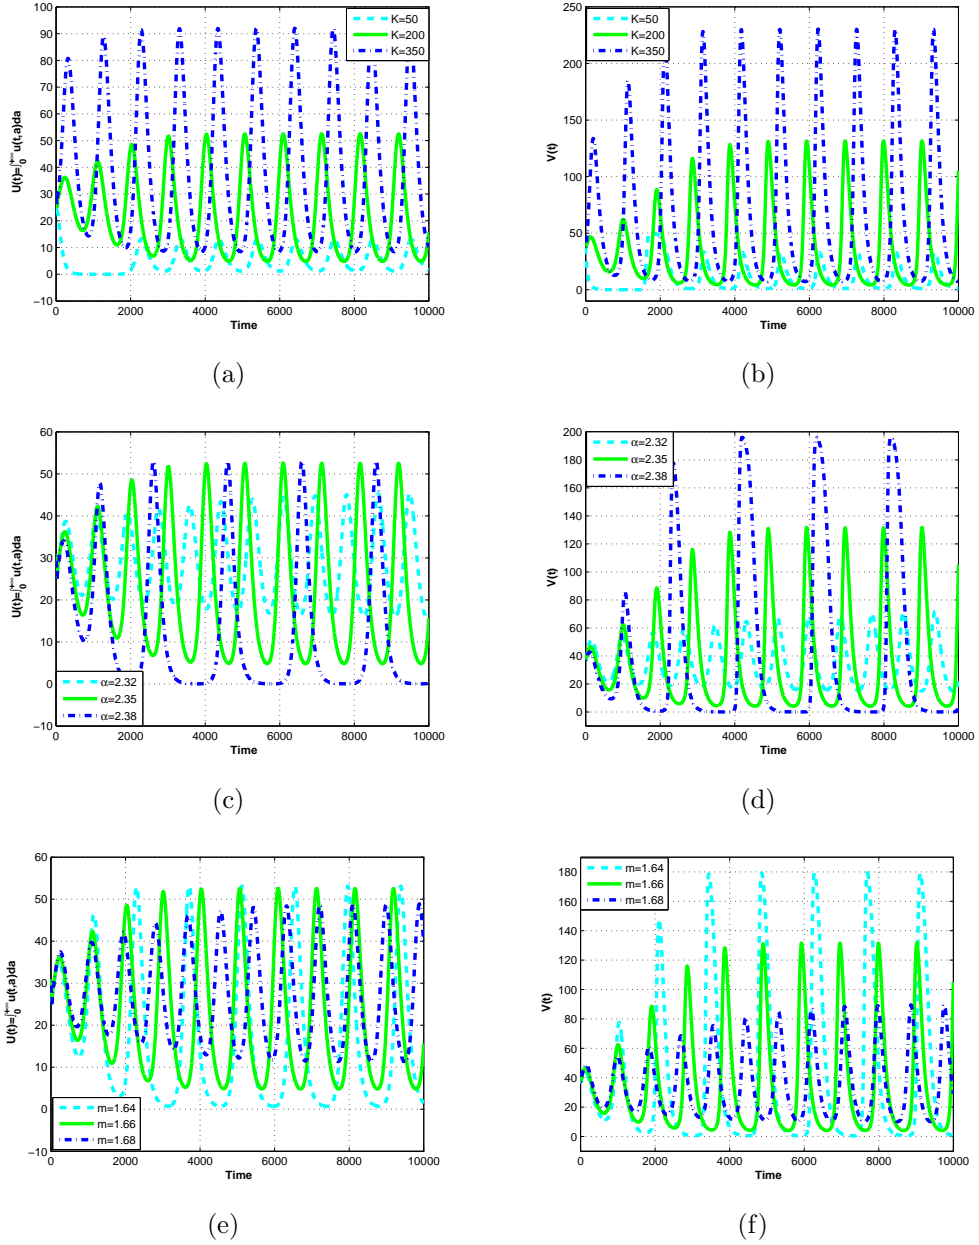 K=50
K=200
K=350
100
90
80
70
60
50
40
30
20
10
0
−10
0 2000 4000 6000 8000 10000
Time
U(t)=∫₀^{+∞} u(t,a)da
(a)
K=50
K=200
K=350
250
200
150
100
50
0
0 2000 4000 6000 8000 10000
Time
V(t)
(b)
60
50
40
30
20
10
0
−10
α=2.32
α=2.35
α=2.38
0 2000 4000 6000 8000 10000
Time
U(t)=∫₀^{+∞} u(t,a)da
(c)
α=2.32
α=2.35
α=2.38
200
180
160
140
120
100
80
60
40
20
0
0 2000 4000 6000 8000 10000
Time
V(t)
(d)
60
50
40
30
20
10
0
−10
m=1.64
m=1.66
m=1.68
0 2000 4000 6000 8000 10000
Time
U(t)=∫₀^{+∞} u(t,a)da
(e)
m=1.64
m=1.66
m=1.68
180
160
140
120
100
80
60
40
20
0
0 2000 4000 6000 8000 10000
Time
V(t)
(f)